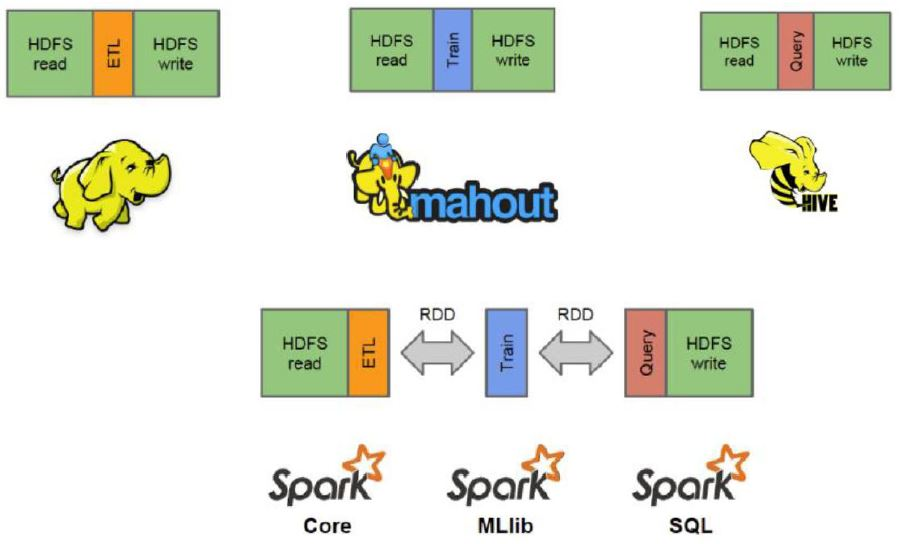 HDFS read
ETL
HDFS write
HDFS read
Train
HDFS write
HDFS read
Query
HDFS write
mahout
HIVE
HDFS read
ETL
RDD
Train
RDD
Query
HDFS write
Spark
Core
Spark
MLlib
Spark
SQL